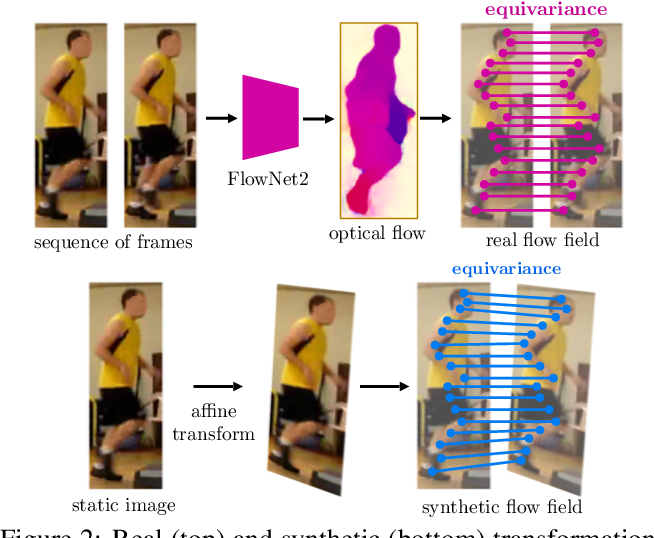 equivariance
FlowNet2
sequence of frames
optical flow
real flow field
equivariance
affine
transform
static image
synthetic flow field
Figure 2: Real (top) and synthetic (bottom) transformation